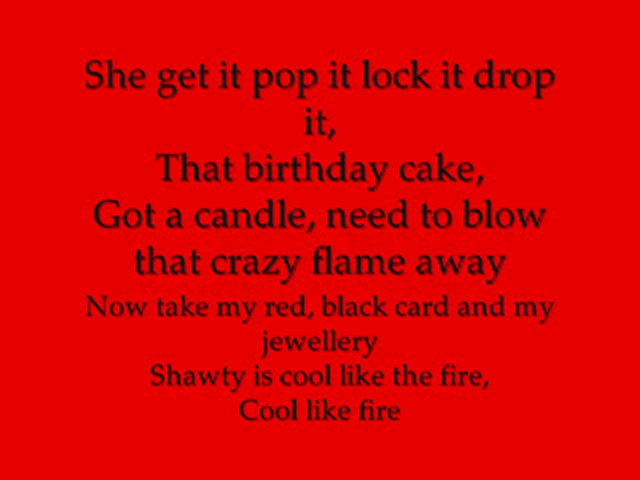 She get it pop it lock it drop
it,
That birthday cake,
Got a candle, need to blow
that crazy flame away
Now take my red, black card and my
jewellery
Shawty is cool like the fire,
Cool like fire